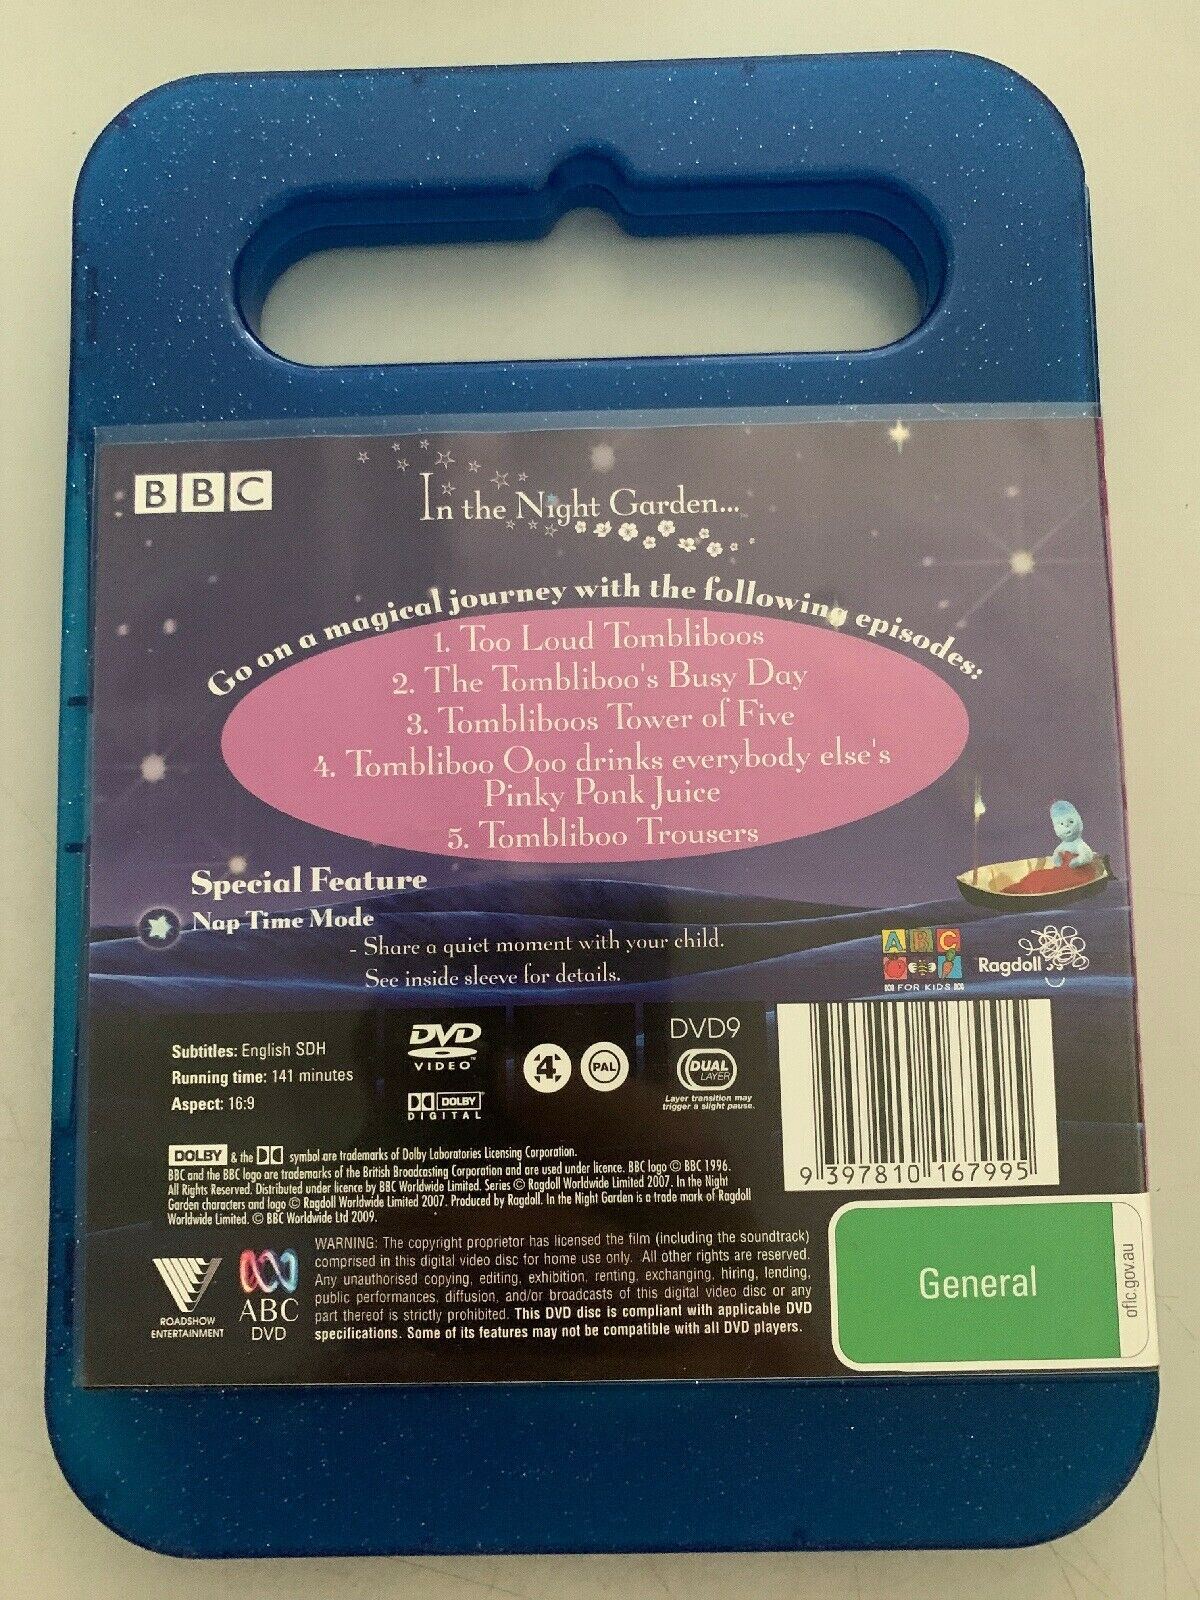 BBC
In the Night Garden...
Go on a magical journey with the following episodes:
1. Too Loud Tombliboos
2. The Tombliboo's Busy Day
3. Tombliboos Tower of Five
4. Tombliboo Ooo drinks everybody else's
Pinky Ponk Juice
5. Tombliboo Trousers
Special Feature
Nap Time Mode
- Share a quiet moment with your child.
See inside sleeve for details.
ABC
FOR KIDS
Ragdoll
Subtitles: English SDH
Running time: 141 minutes
Aspect: 16:9
DVD
VIDEO
DOLBY
DIGITAL
4
PAL
DVD9
DUAL
LAYER
Layer transition may
trigger a slight pause.
9 397810 167995
DOLBY & the DD symbol are trademarks of Dolby Laboratories Licensing Corporation.
BBC and the BBC logo are trademarks of the British Broadcasting Corporation and are used under licence. BBC logo © BBC 1996.
All Rights Reserved. Distributed under licence by BBC Worldwide Limited. Series © Ragdoll Worldwide Limited 2007. In the Night
Garden characters and logo © Ragdoll Worldwide Limited 2007. Produced by Ragdoll. In the Night Garden is a trade mark of Ragdoll
Worldwide Limited. © BBC Worldwide Ltd 2009.
ROADSHOW
ENTERTAINMENT
ABC
DVD
WARNING: The copyright proprietor has licensed the film (including the soundtrack)
comprised in this digital video disc for home use only. All other rights are reserved.
Any unauthorised copying, editing, exhibition, renting, exchanging, hiring, lending,
public performances, diffusion, and/or broadcasts of this digital video disc or any
part thereof is strictly prohibited. This DVD disc is compliant with applicable DVD
specifications. Some of its features may not be compatible with all DVD players.
General
oflc.gov.au